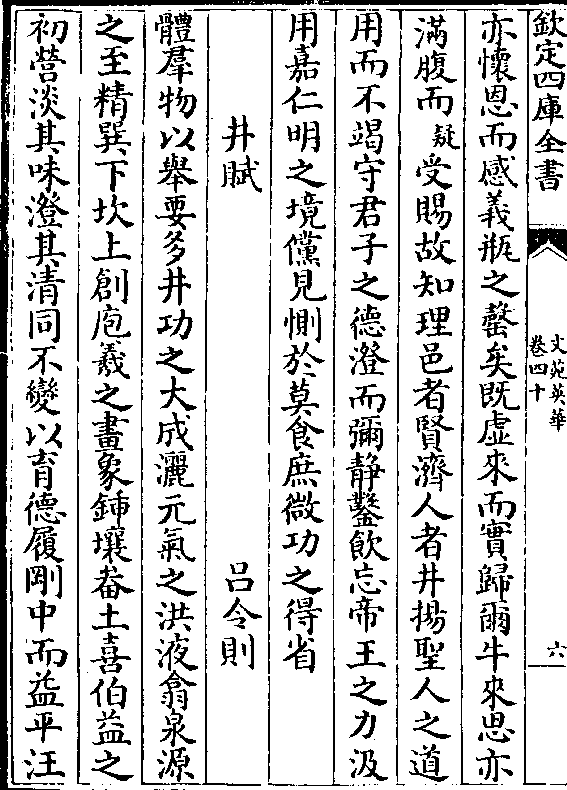 欽定四庫全書
文苑英華
卷四十
六
亦懷恩而感義瓶之罄矣既虚來而實歸爾牛來思亦
滿腹而疑受賜故知理邑者賢濟人者井揚聖人之道
用而不竭守君子之德澄而彌静鑿飲忘帝王之力汲
用嘉仁明之境儻見惻於莫食庶微功之得省
井賦 吕令則
體羣物以舉要多井功之大成灑元氣之洪液翕泉源
之至精巽下坎上創庖羲之畫象鍤壤畚土喜伯益之
初營淡其味澄其清同不變以育德履剛中而益平汪